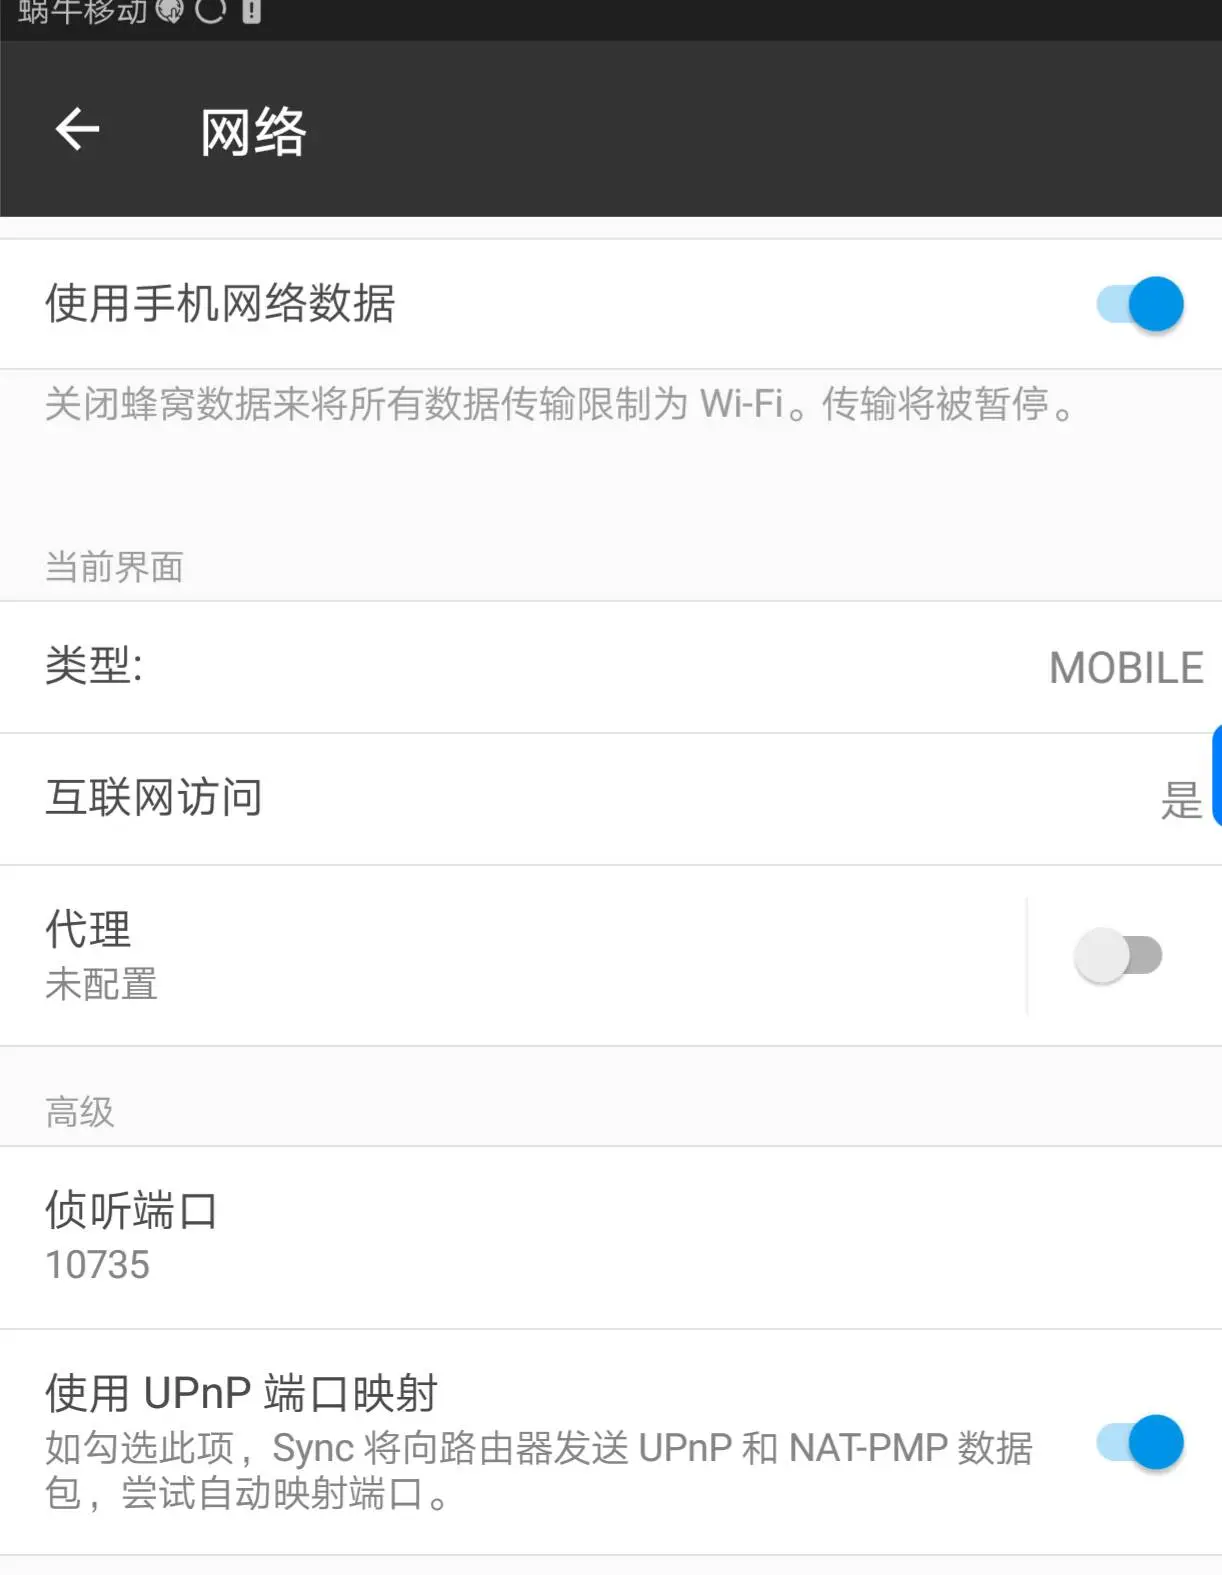 蜗牛移动
网络
使用手机网络数据
关闭蜂窝数据来将所有数据传输限制为 Wi-Fi。传输将被暂停。
当前界面
类型:
MOBILE
互联网访问
是
代理
未配置
高级
侦听端口
10735
使用 UPnP 端口映射
如勾选此项，Sync 将向路由器发送 UPnP 和 NAT-PMP 数据
包，尝试自动映射端口。